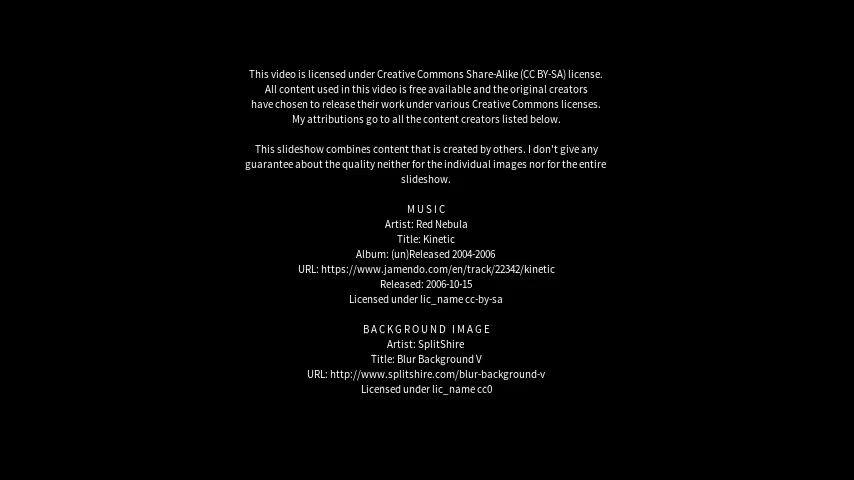 This video is licensed under Creative Commons Share-Alike (CC BY-SA) license.
All content used in this video is free available and the original creators
have chosen to release their work under various Creative Commons licenses.
My attributions go to all the content creators listed below.
This slideshow combines content that is created by others. I don't give any
guarantee about the quality neither for the individual images nor for the entire
slideshow.
MUSIC
Artist: Red Nebula
Title: Kinetic
Album: (un)Released 2004-2006
URL: https://www.jamendo.com/en/track/22342/kinetic
Released: 2006-10-15
Licensed under lic_name cc-by-sa
BACKGROUND IMAGE
Artist: SplitShire
Title: Blur Background V
URL: http://www.splitshire.com/blur-background-v
Licensed under lic_name cc0